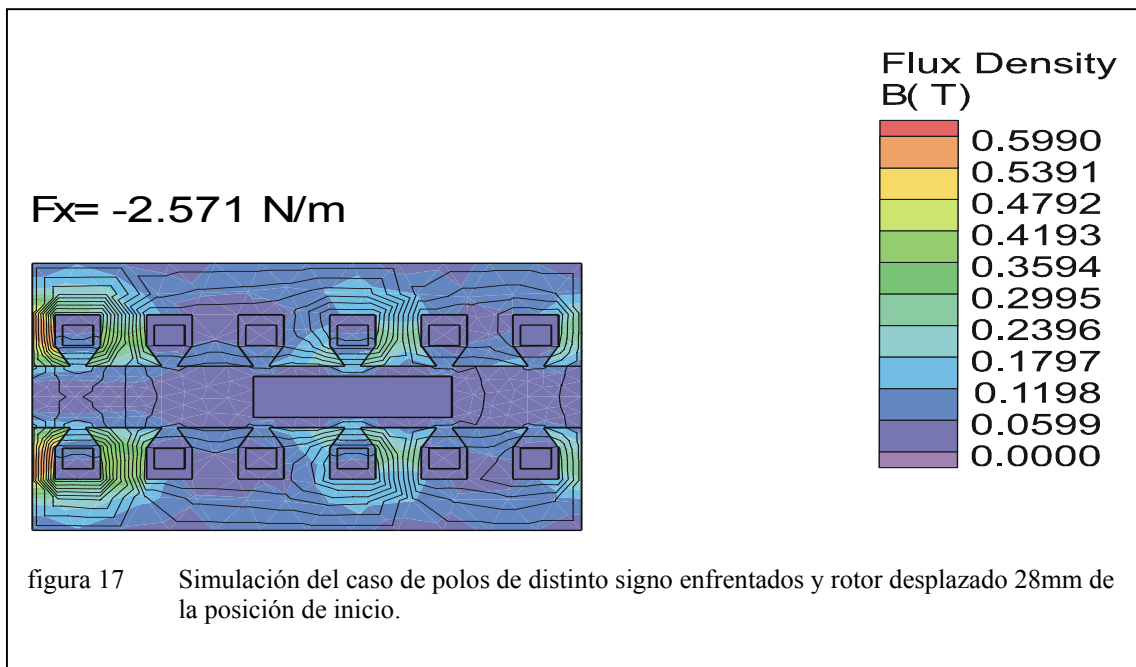 Flux Density
B( T)
0.5990
0.5391
0.4792
0.4193
0.3594
0.2995
0.2396
0.1797
0.1198
0.0599
0.0000
Fx= -2.571 N/m
figura 17 Simulación del caso de polos de distinto signo enfrentados y rotor desplazado 28mm de
la posición de inicio.